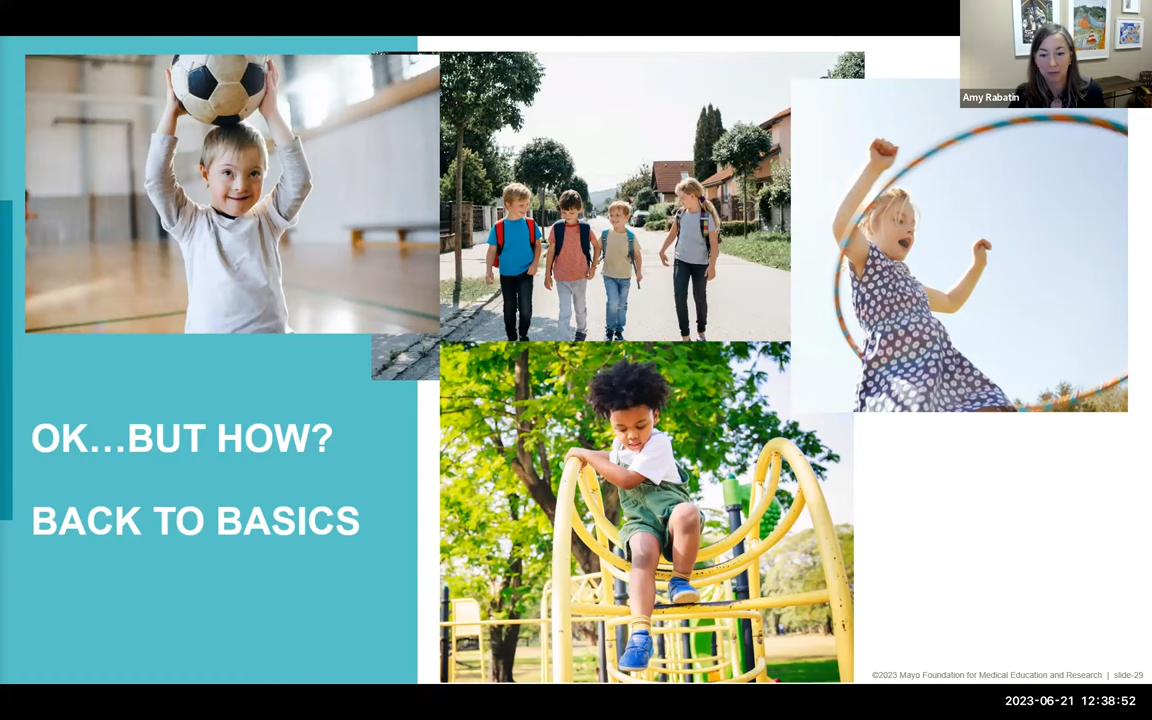 Amy Rabatin
OK...BUT HOW?
BACK TO BASICS
©2023 Mayo Foundation for Medical Education and Research | slide-29
2023-06-21 12:38:52